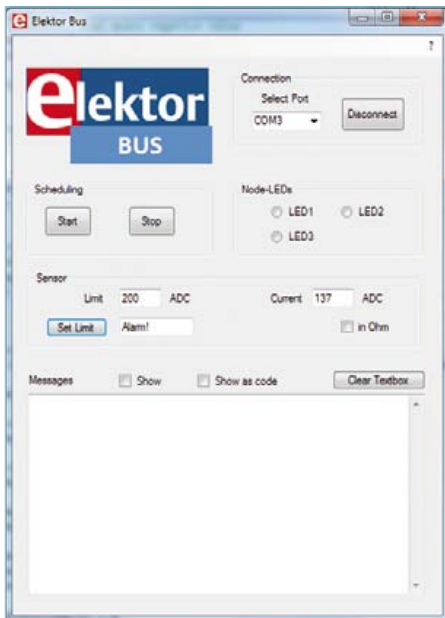 Elektor Bus
?
elektor
BUS
Connection
Select Port
COM3
Disconnect
Scheduling
Start
Stop
Node-LEDs
LED1
LED2
LED3
Sensor
Limit 200 ADC
Current 137 ADC
Set Limit
Alarm!
in Ohm
Messages
Show
Show as code
Clear Textbox